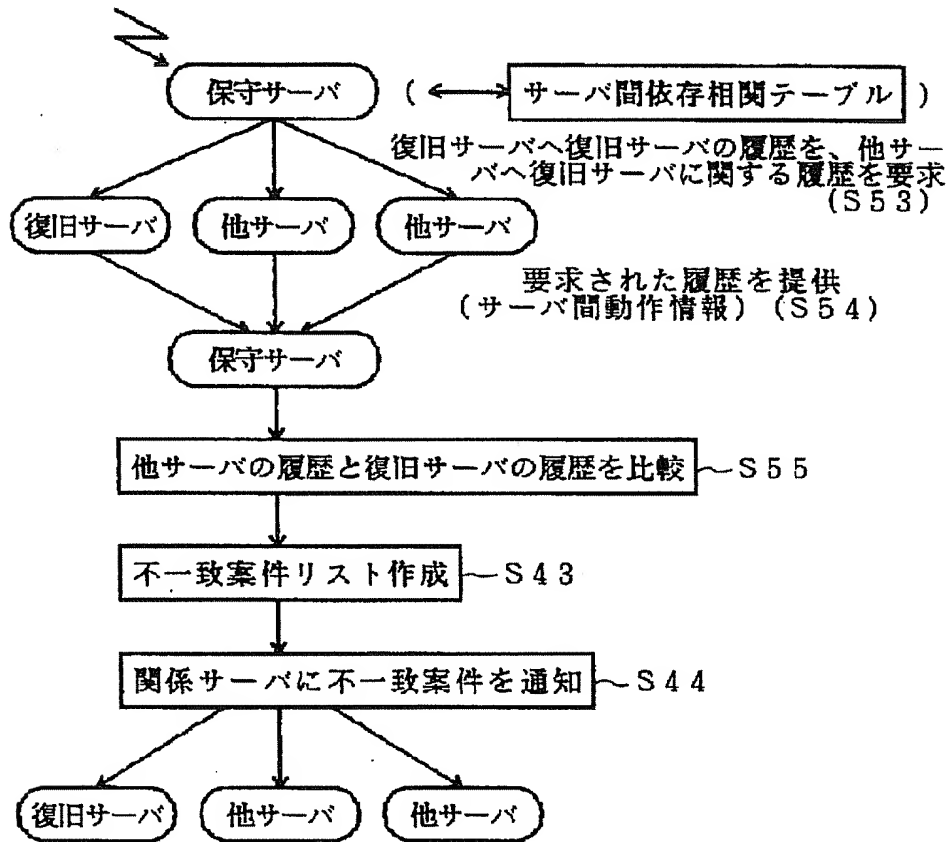 保守サーバ
( ⟷ サーバ間依存相関テーブル )
復旧サーバへ復旧サーバの履歴を、他サー
バへ復旧サーバに関する履歴を要求
(S53)
復旧サーバ
他サーバ
他サーバ
要求された履歴を提供
(サーバ間動作情報) (S54)
保守サーバ
他サーバの履歴と復旧サーバの履歴を比較 S55
不一致案件リスト作成 S43
関係サーバに不一致案件を通知 S44
復旧サーバ
他サーバ
他サーバ